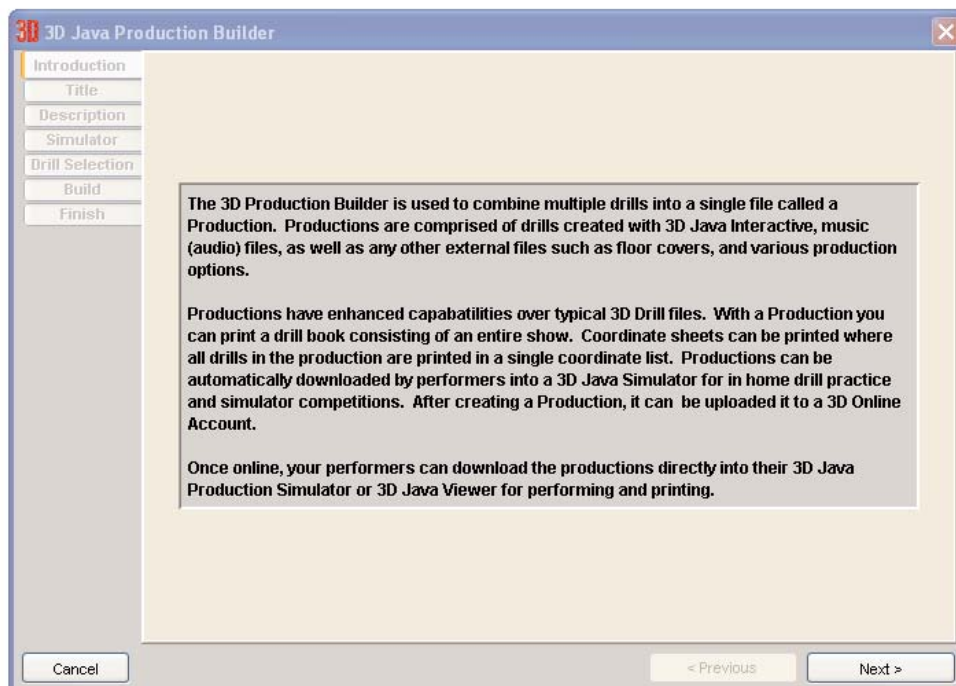 3D 3D Java Production Builder
Introduction
Title
Description
Simulator
Drill Selection
Build
Finish
The 3D Production Builder is used to combine multiple drills into a single file called a
Production. Productions are comprised of drills created with 3D Java Interactive, music
(audio) files, as well as any other external files such as floor covers, and various production
options.
Productions have enhanced capabatilities over typical 3D Drill files. With a Production you
can print a drill book consisting of an entire show. Coordinate sheets can be printed where
all drills in the production are printed in a single coordinate list. Productions can be
automatically downloaded by performers into a 3D Java Simulator for in home drill practice
and simulator competitions. After creating a Production, it can be uploaded it to a 3D Online
Account.
Once online, your performers can download the productions directly into their 3D Java
Production Simulator or 3D Java Viewer for performing and printing.
Cancel
< Previous
Next >